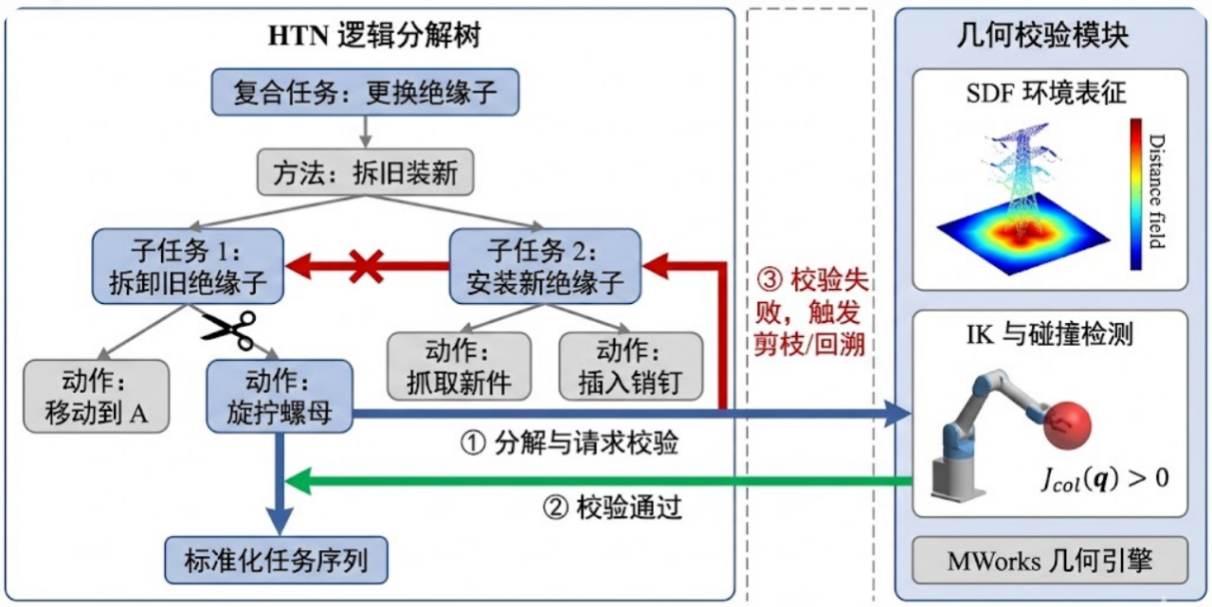 HTN 逻辑分解树
复合任务：更换绝缘子
方法：拆旧装新
子任务 1：
拆卸旧绝缘子
子任务 2：
安装新绝缘子
动作：
移动到 A
动作：
旋拧螺母
动作：
抓取新件
动作：
插入销钉
① 分解与请求校验
② 校验通过
标准化任务序列
③ 校验失
败，触发
剪枝/回溯
几何校验模块
SDF 环境表征
Distance field
IK 与碰撞检测
J_{col}(q) > 0
MWorks 几何引擎